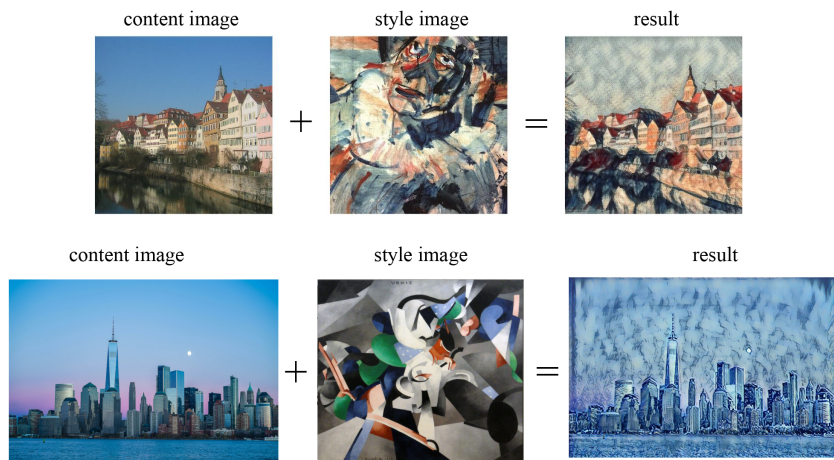 content image
style image
result
+
=
content image
style image
result
+
=